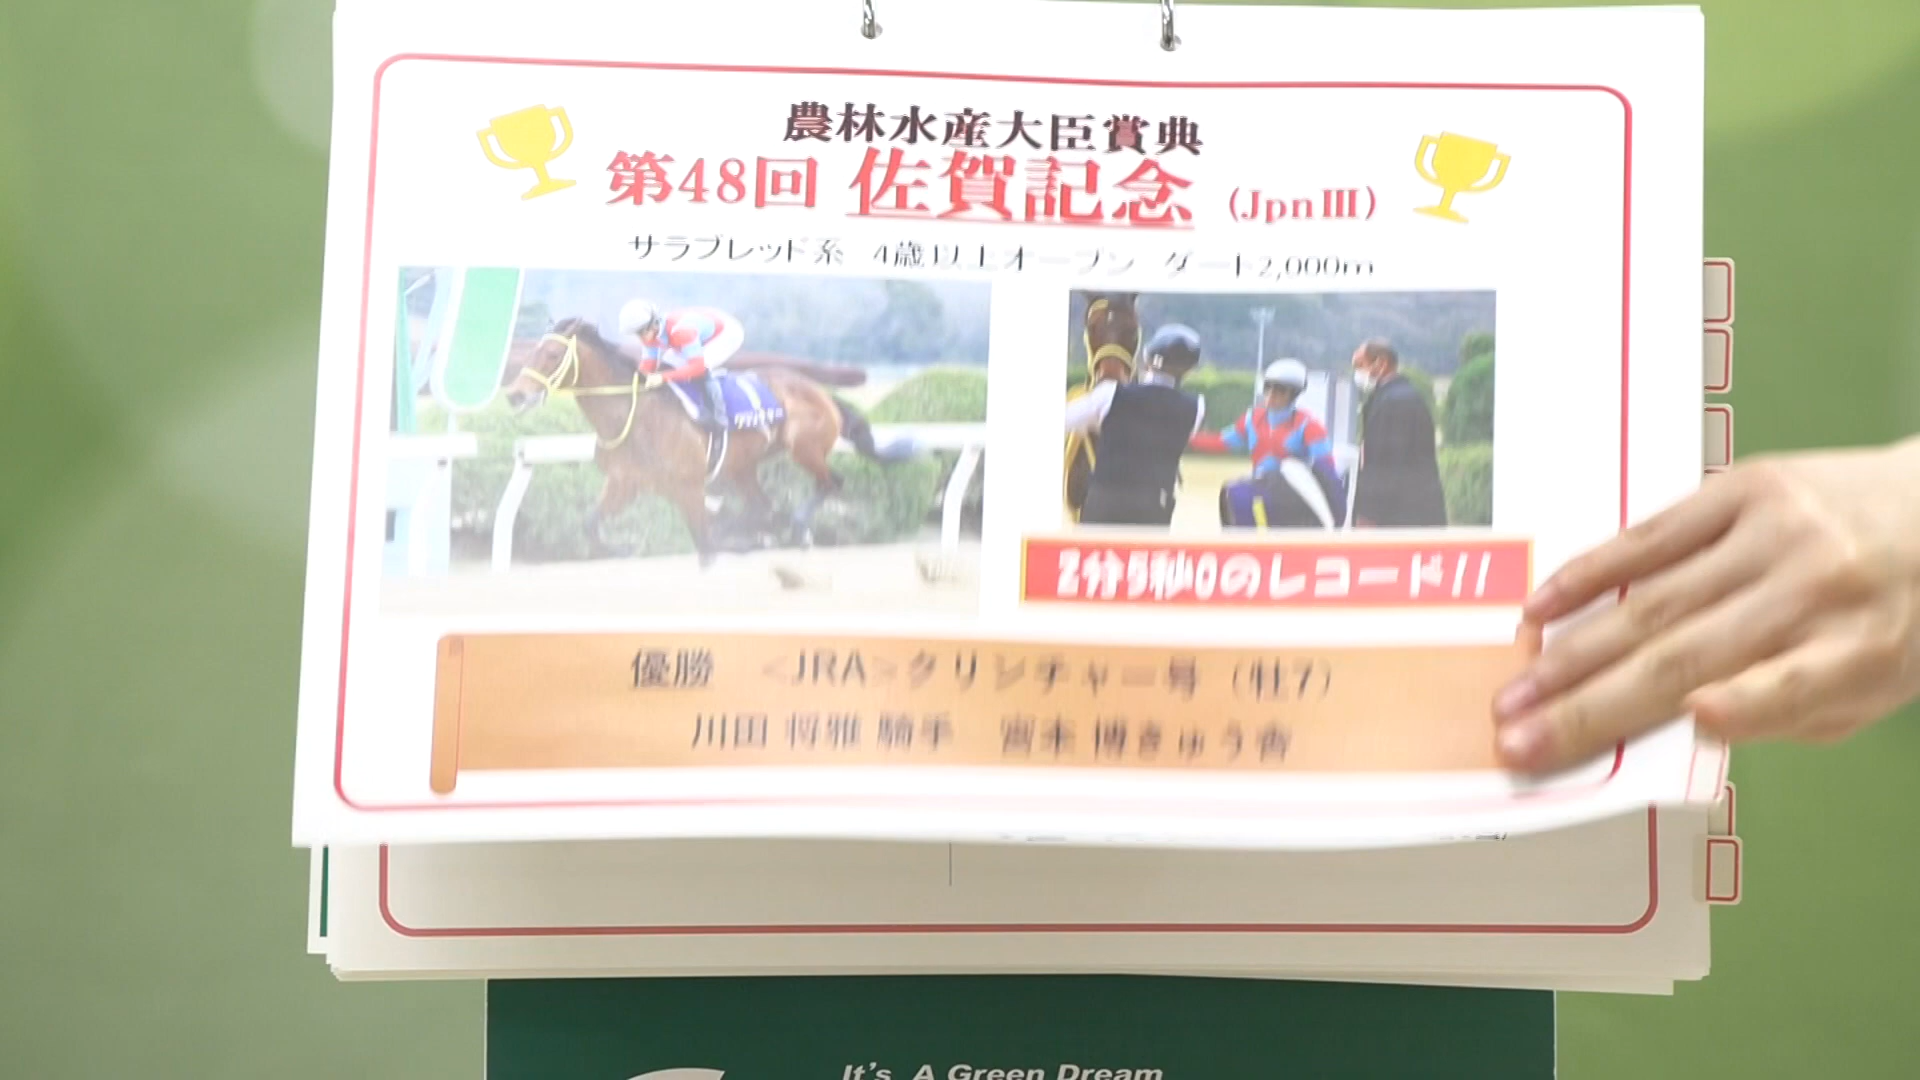 農林水産大臣賞典
第48回 佐賀記念 (JpnⅢ)
サラブレッド系 4歳以上オープン ダート2,000m
2分5秒0のレコード!!
優勝 <JRA>クリンチャー号 (牡7)
川田 将雅 騎手 宮本 博きゅう舎
It's A Green Dream